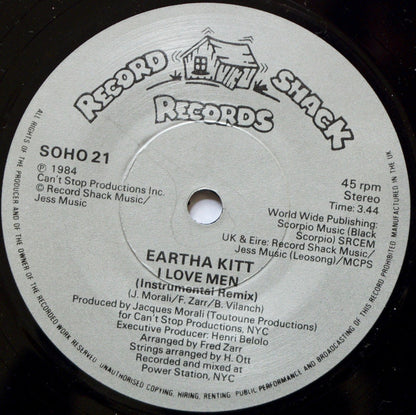 RECORD SHACK
RECORDS
SOHO 21
℗ 1984
Can't Stop Productions Inc.
© Record Shack Music/
Jess Music
45 rpm
Stereo
Time: 3.44
World Wide Publishing:
Scorpio Music (Black
Scorpio) SRCEM
UK & Eire: Record Shack Music/
Jess Music (Leosong)/MCPS
EARTHA KITT
I LOVE MEN
(Instrumental Remix)
(J. Morali/F. Zarr/B. Vilanch)
Produced by Jacques Morali (Toutoune Productions)
for Can't Stop Productions, NYC
Executive Producer: Henri Belolo
Arranged by Fred Zarr
Strings arranged by H. Ott
Recorded and mixed at
Power Station, NYC
ALL RIGHTS OF THE PRODUCER AND OF THE OWNER OF THE RECORDED WORK RESERVED. UNAUTHORISED COPYING, HIRING, RENTING, PUBLIC PERFORMANCE AND BROADCASTING OF THIS RECORD PROHIBITED. MANUFACTURED IN THE UK